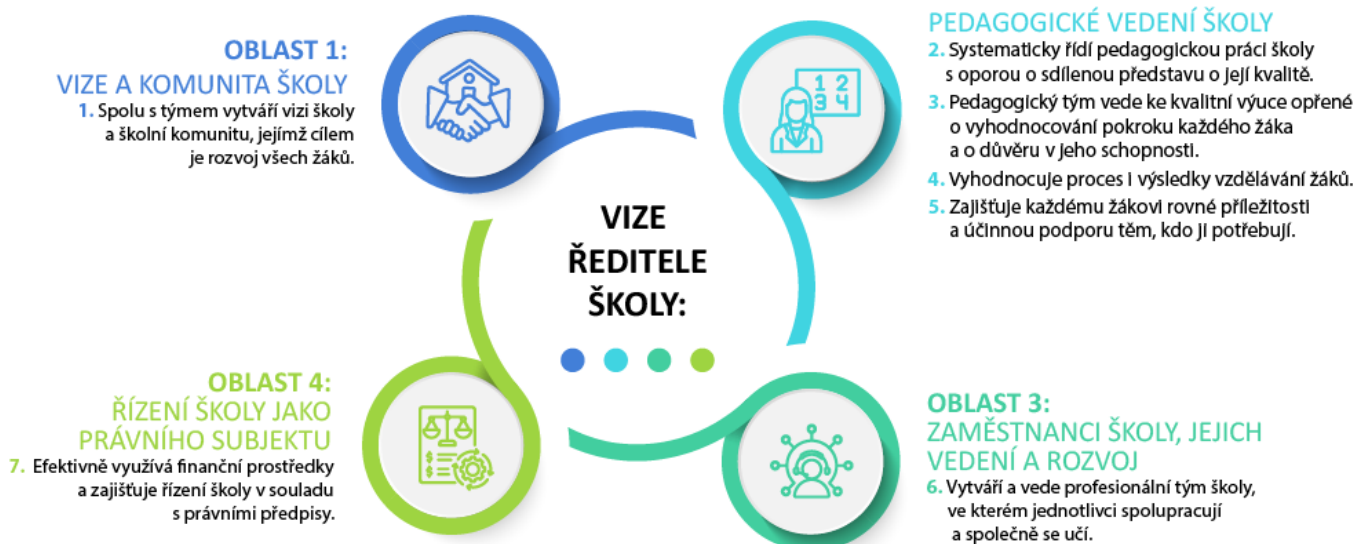 OBLAST 1:
VIZE A KOMUNITA ŠKOLY
1. Spolu s týmem vytváří vizi školy
a školní komunitu, jejímž cílem
je rozvoj všech žáků.
PEDAGOGICKÉ VEDENÍ ŠKOLY
2. Systematicky řídí pedagogickou práci školy
s oporou o sdílenou představu o její kvalitě.
3. Pedagogický tým vede ke kvalitní výuce opřené
o vyhodnocování pokroku každého žáka
a o důvěru v jeho schopnosti.
4. Vyhodnocuje proces i výsledky vzdělávání žáků.
5. Zajišťuje každému žákovi rovné příležitosti
a účinnou podporu těm, kdo ji potřebují.
1 2
3 4
VIZE
ŘEDITELE
ŠKOLY:
OBLAST 4:
ŘÍZENÍ ŠKOLY JAKO
PRÁVNÍHO SUBJEKTU
7. Efektivně využívá finanční prostředky
a zajišťuje řízení školy v souladu
s právními předpisy.
$
$
OBLAST 3:
ZAMĚSTNANCI ŠKOLY, JEJICH
VEDENÍ A ROZVOJ
6. Vytváří a vede profesionální tým školy,
ve kterém jednotlivci spolupracují
a společně se učí.